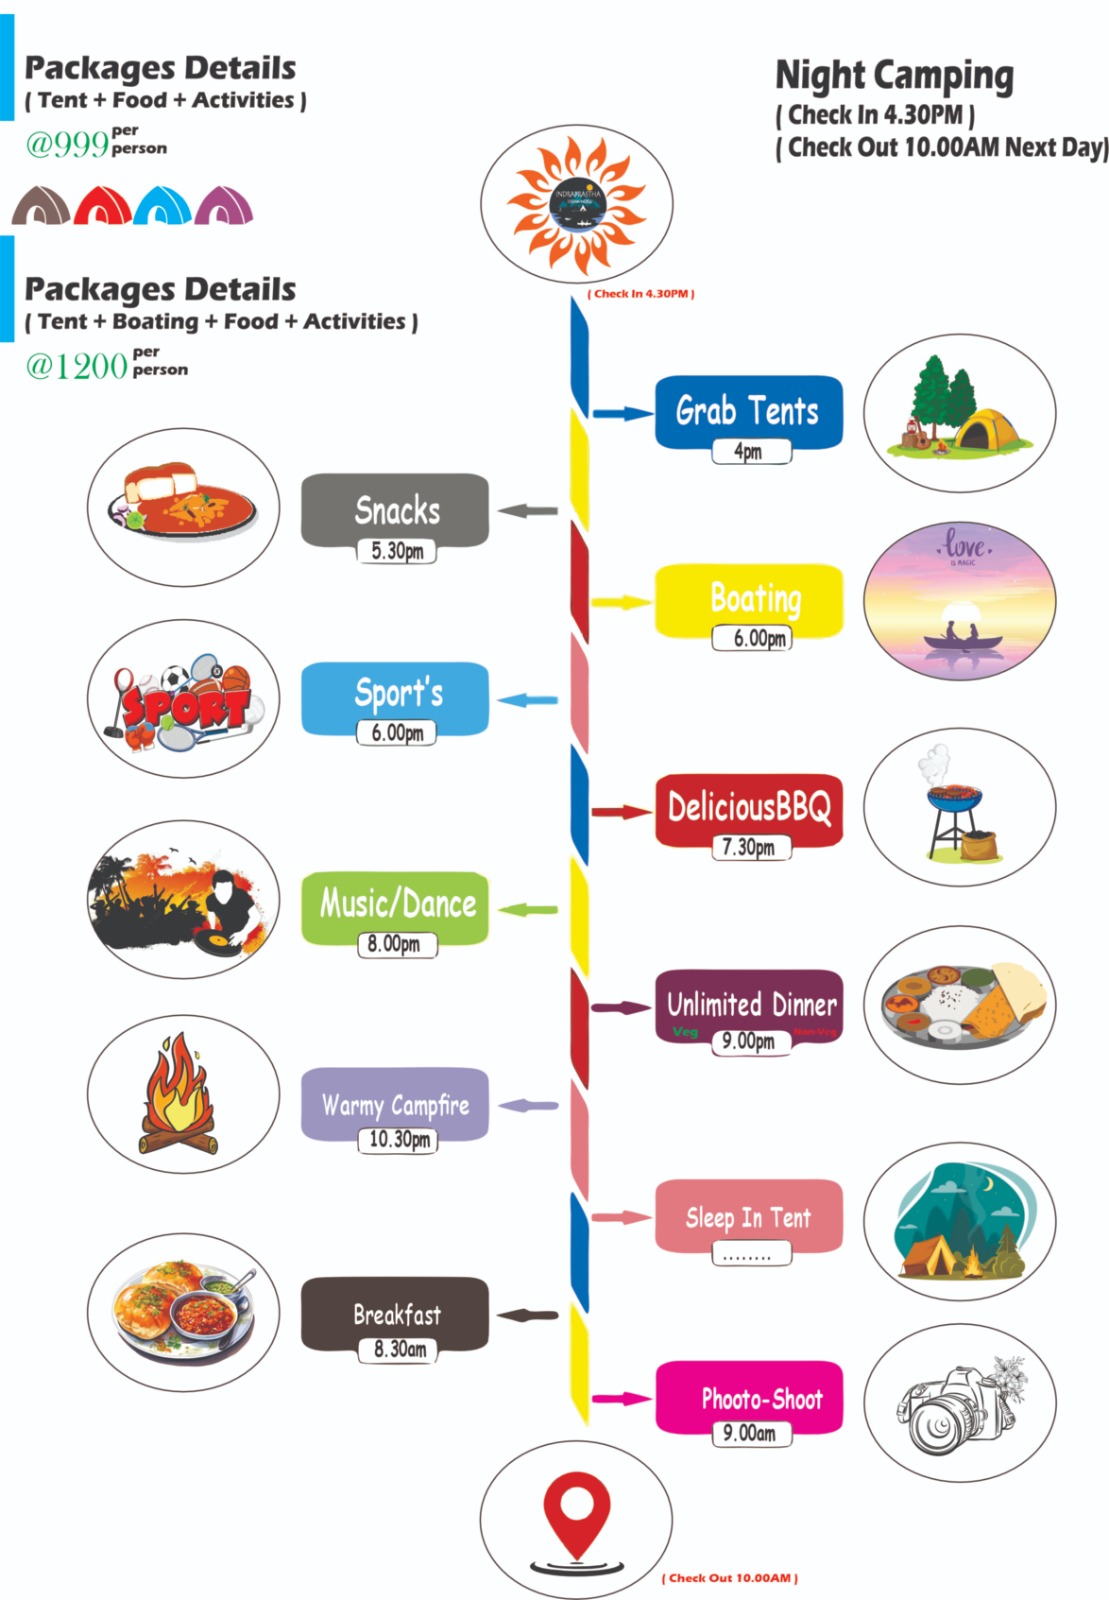 Packages Details
( Tent + Food + Activities )
@999 per person
Night Camping
( Check In 4.30PM )
( Check Out 10.00AM Next Day)
INDRAPRASTHA
( Check In 4.30PM )
Packages Details
( Tent + Boating + Food + Activities )
@1200 per person
Grab Tents
4pm
Snacks
5.30pm
love
IS MAGIC
Boating
6.00pm
SPORT
Sport's
6.00pm
DeliciousBBQ
7.30pm
Music/Dance
8.00pm
Unlimited Dinner
Veg Non-Veg
9.00pm
Warmy Campfire
10.30pm
Sleep In Tent
........
Breakfast
8.30am
Phooto-Shoot
9.00am
( Check Out 10.00AM )